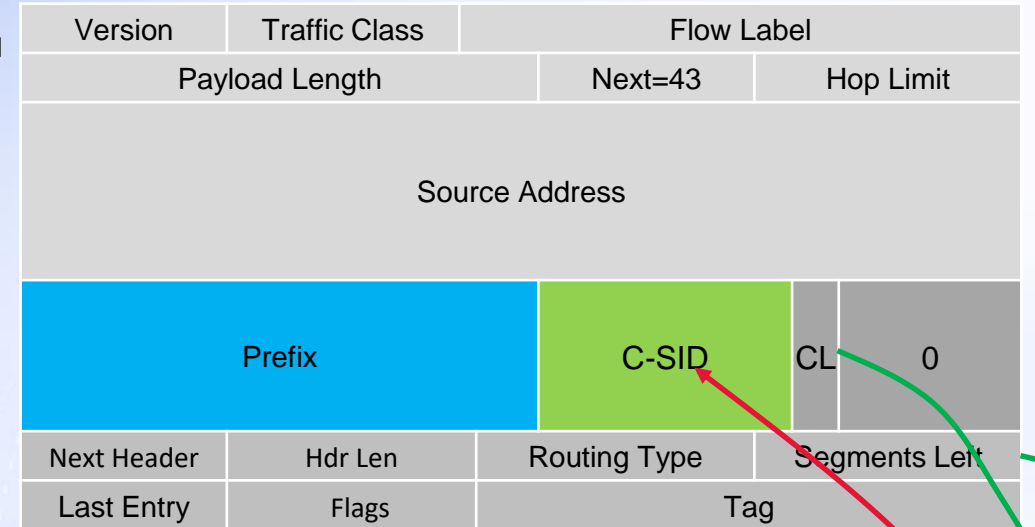 Version Traffic Class Flow Label
Payload Length Next=43 Hop Limit
Source Address
Prefix C-SID CL 0
Next Header Hdr Len Routing Type Segments Left
Last Entry Flags Tag